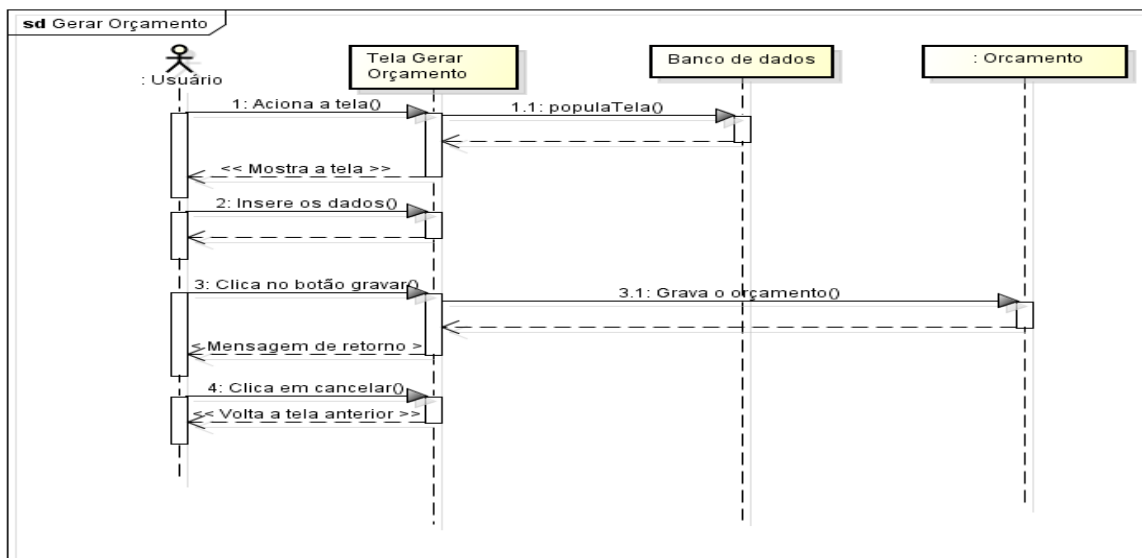 sd Gerar Orçamento
: Usuário
Tela Gerar
Orçamento
Banco de dados
: Orcamento
1: Aciona a tela()
1.1: populaTela()
<< Mostra a tela >>
2: Insere os dados()
3: Clica no botão gravar()
3.1: Grava o orçamento()
< Mensagem de retorno >
4: Clica em cancelar()
<< Volta a tela anterior >>